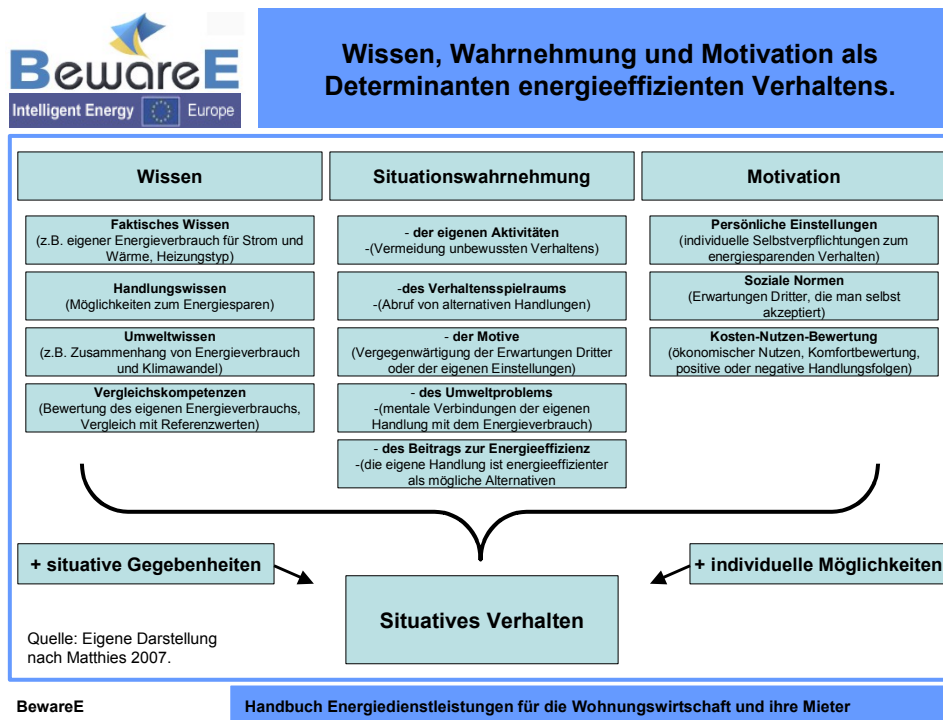 BewareE
Intelligent Energy Europe
Wissen, Wahrnehmung und Motivation als
Determinanten energieeffizienten Verhaltens.
Wissen
Faktisches Wissen
(z.B. eigener Energieverbrauch für Strom und
Wärme, Heizungstyp)
Handlungswissen
(Möglichkeiten zum Energiesparen)
Umweltwissen
(z.B. Zusammenhang von Energieverbrauch
und Klimawandel)
Vergleichskompetenzen
(Bewertung des eigenen Energieverbrauchs,
Vergleich mit Referenzwerten)
Situationswahrnehmung
- der eigenen Aktivitäten
-(Vermeidung unbewussten Verhaltens)
-des Verhaltensspielraums
-(Abruf von alternativen Handlungen)
- der Motive
(Vergegenwärtigung der Erwartungen Dritter
oder der eigenen Einstellungen)
- des Umweltproblems
-(mentale Verbindungen der eigenen
Handlung mit dem Energieverbrauch)
- des Beitrags zur Energieeffizienz
-(die eigene Handlung ist energieeffizienter
als mögliche Alternativen
Motivation
Persönliche Einstellungen
(individuelle Selbstverpflichtungen zum
energiesparenden Verhalten)
Soziale Normen
(Erwartungen Dritter, die man selbst
akzeptiert)
Kosten-Nutzen-Bewertung
(ökonomischer Nutzen, Komfortbewertung,
positive oder negative Handlungsfolgen)
+ situative Gegebenheiten
+ individuelle Möglichkeiten
Situatives Verhalten
Quelle: Eigene Darstellung
nach Matthies 2007.
BewareE
Handbuch Energiedienstleistungen für die Wohnungswirtschaft und ihre Mieter